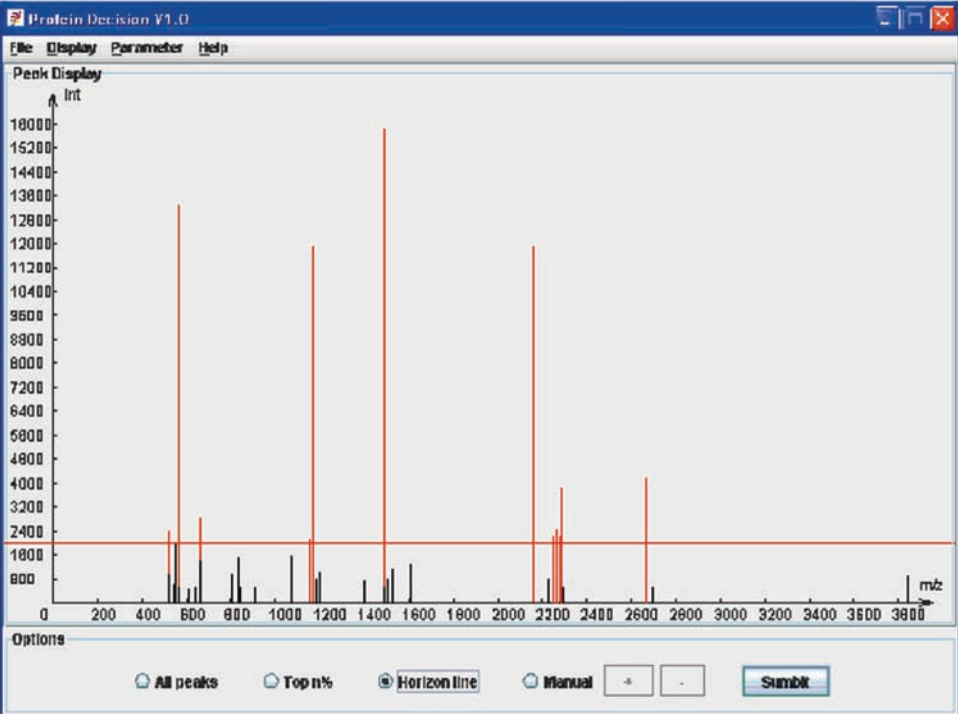 Protein Decision V1.0
File Display Parameter Help
Peak Display
Int
16000
15200
14400
13600
12800
12000
11200
10400
9600
8800
8000
7200
6400
5600
4800
4000
3200
2400
1600
800
m/z
0 200 400 600 800 1000 1200 1400 1600 1800 2000 2200 2400 2600 2800 3000 3200 3400 3600 3800
Options
All peaks Top n% Horizon line Manual + - Sumbit